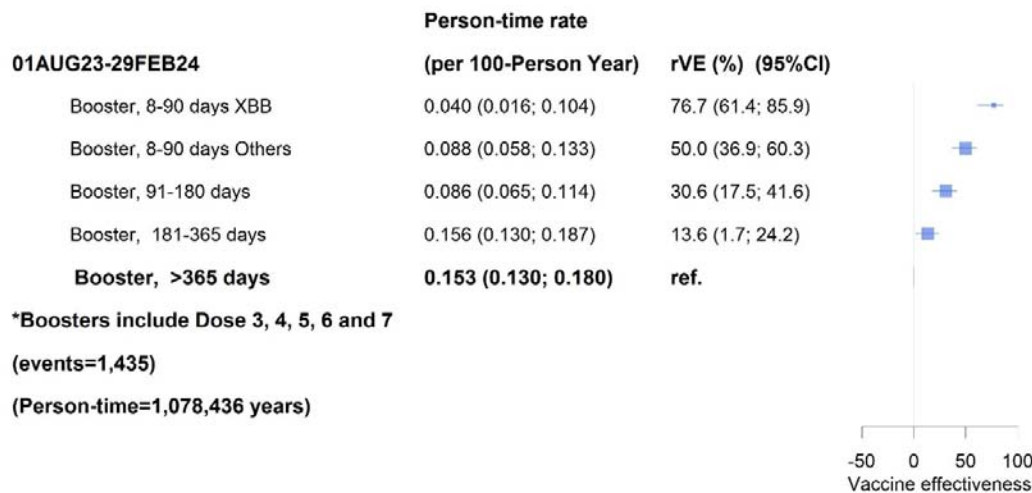 Person-time rate
01AUG23-29FEB24 (per 100-Person Year) rVE (%) (95%CI)
Booster, 8-90 days XBB 0.040 (0.016; 0.104) 76.7 (61.4; 85.9)
Booster, 8-90 days Others 0.088 (0.058; 0.133) 50.0 (36.9; 60.3)
Booster, 91-180 days 0.086 (0.065; 0.114) 30.6 (17.5; 41.6)
Booster, 181-365 days 0.156 (0.130; 0.187) 13.6 (1.7; 24.2)
Booster, >365 days 0.153 (0.130; 0.180) ref.
*Boosters include Dose 3, 4, 5, 6 and 7
(events=1,435)
(Person-time=1,078,436 years)
-50 0 50 100
Vaccine effectiveness